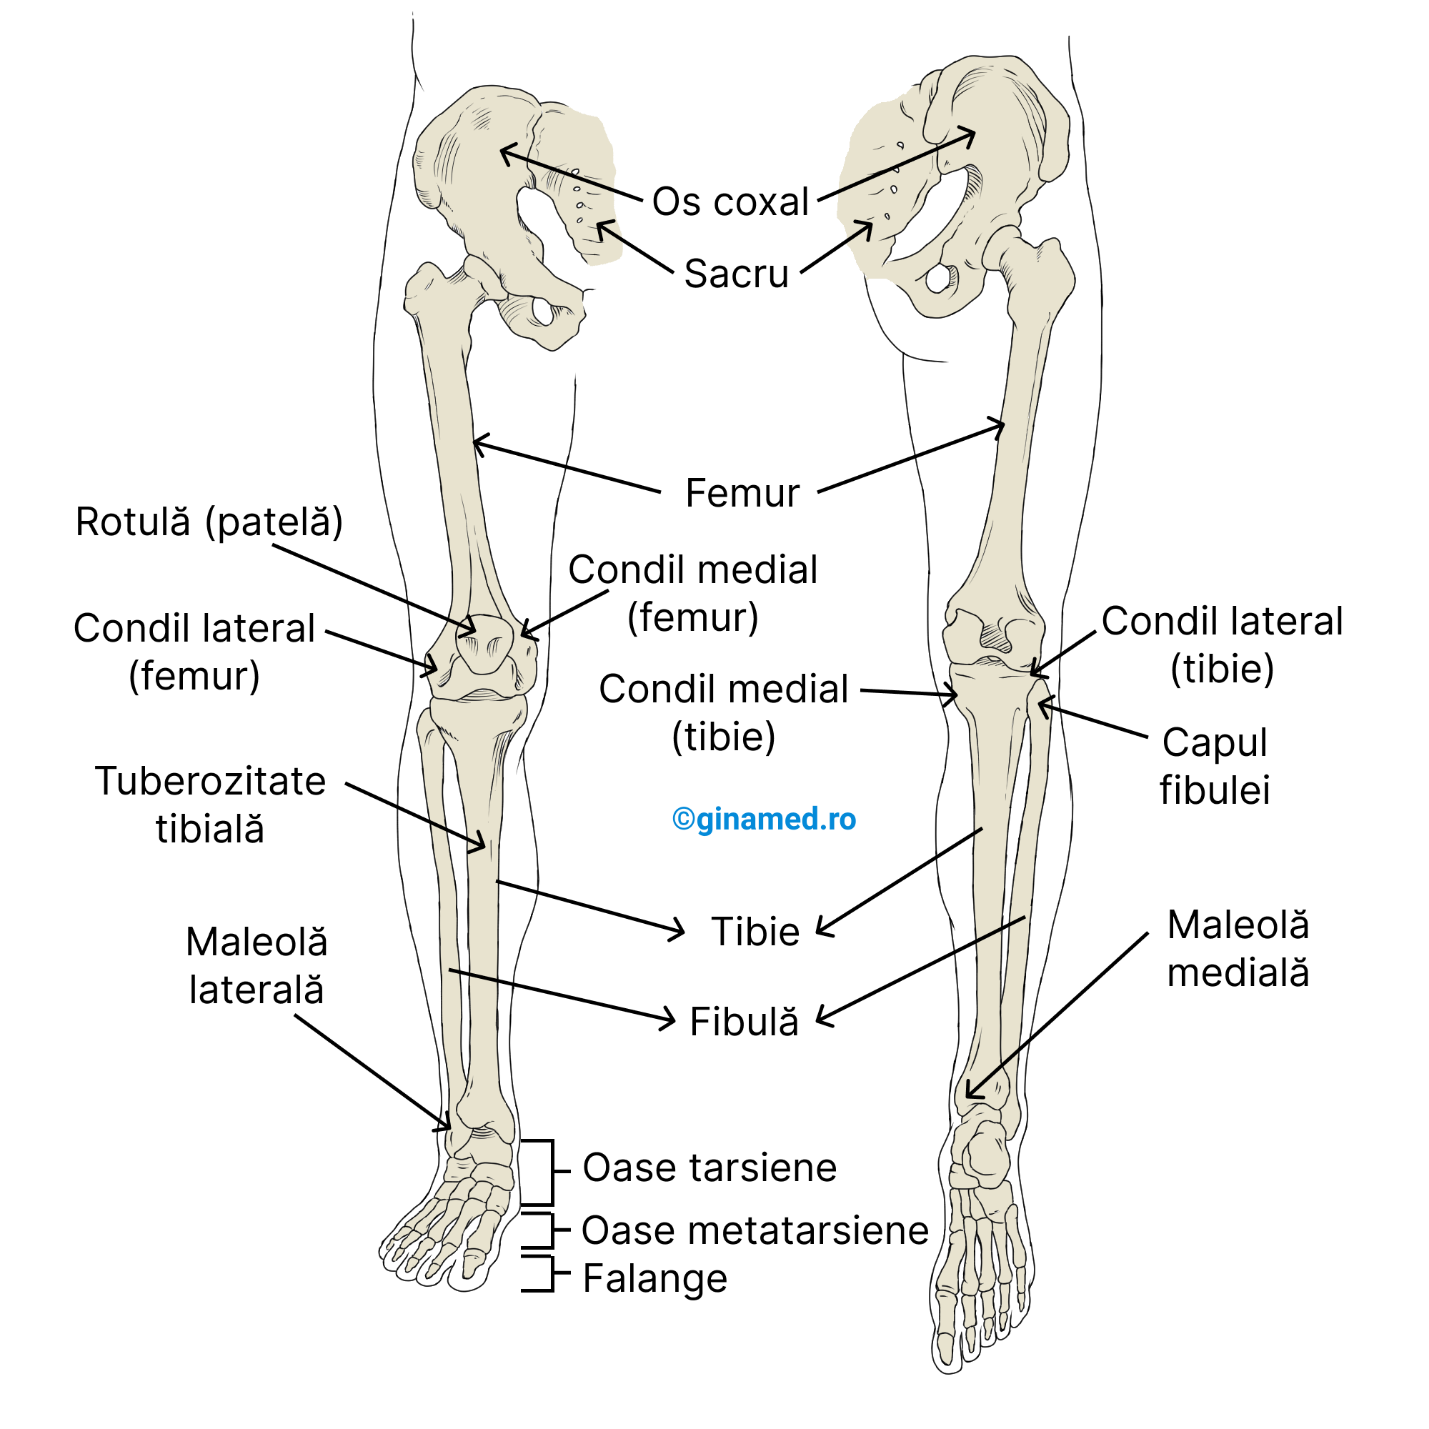 Os coxal
Sacru
Femur
Rotulă (patelă)
Condil medial
(femur)
Condil lateral
(femur)
Condil lateral
(tibie)
Condil medial
(tibie)
Capul
fibulei
Tuberozitate
tibială
©ginamed.ro
Tibie
Maleolă
laterală
Maleolă
medială
Fibulă
Oase tarsiene
Oase metatarsiene
Falange